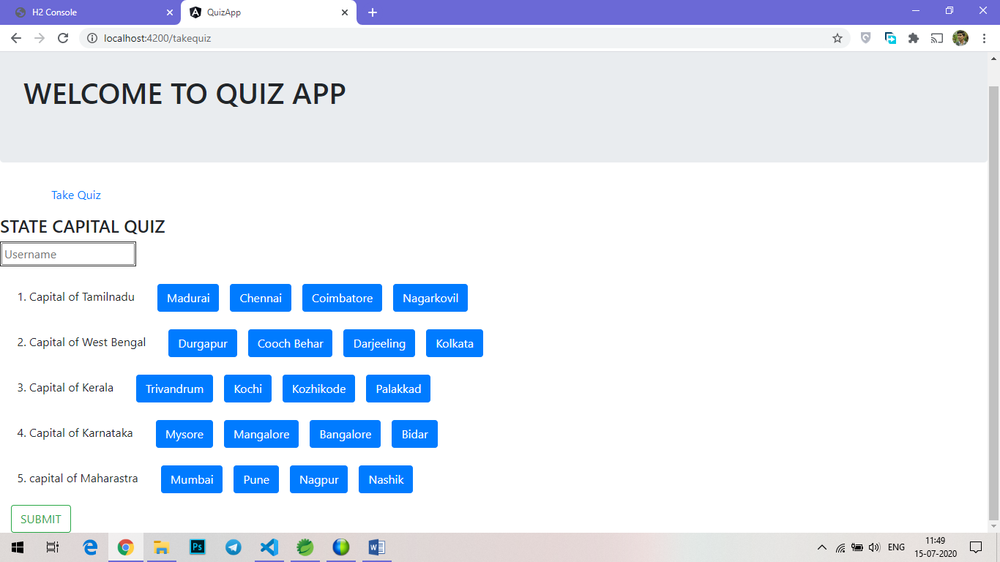 H2 Console
QuizApp
localhost:4200/takequiz
WELCOME TO QUIZ APP
Take Quiz
STATE CAPITAL QUIZ
Username
1. Capital of Tamilnadu Madurai Chennai Coimbatore Nagarkovil
2. Capital of West Bengal Durgapur Cooch Behar Darjeeling Kolkata
3. Capital of Kerala Trivandrum Kochi Kozhikode Palakkad
4. Capital of Karnataka Mysore Mangalore Bangalore Bidar
5. capital of Maharastra Mumbai Pune Nagpur Nashik
SUBMIT
Ps
ENG
11:49
15-07-2020